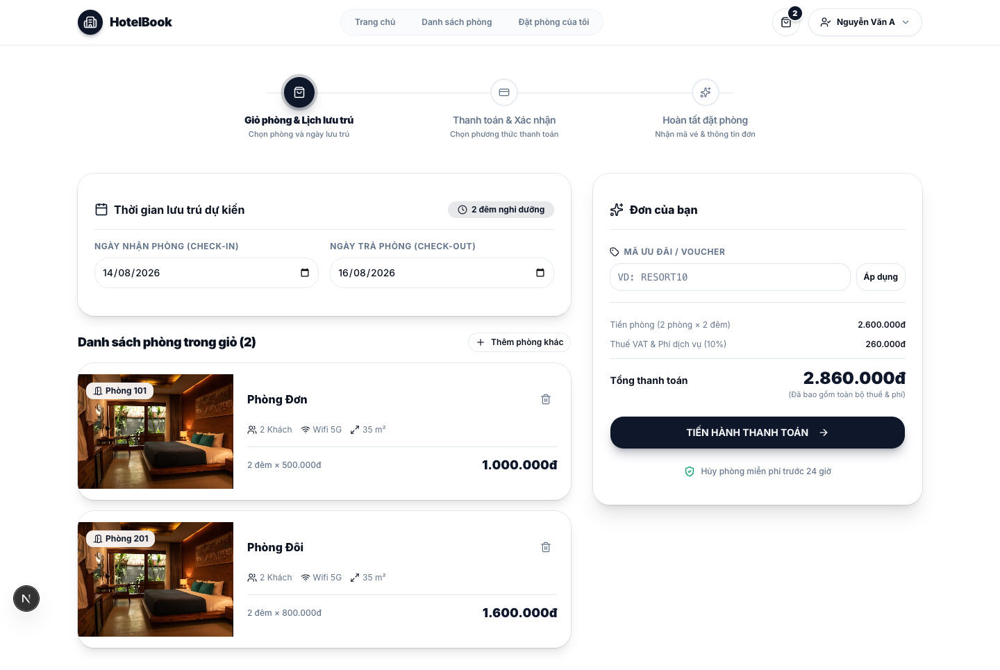 HotelBook
Trang chủ
Danh sách phòng
Đặt phòng của tôi
2
Nguyễn Văn A
Giỏ phòng & Lịch lưu trú
Chọn phòng và ngày lưu trú
Thanh toán & Xác nhận
Chọn phương thức thanh toán
Hoàn tất đặt phòng
Nhận mã vé & thông tin đơn
Thời gian lưu trú dự kiến
2 đêm nghỉ dưỡng
NGÀY NHẬN PHÒNG (CHECK-IN)
NGÀY TRẢ PHÒNG (CHECK-OUT)
14/08/2026
16/08/2026
Danh sách phòng trong giỏ (2)
Thêm phòng khác
Phòng 101
Phòng Đơn
2 Khách
Wifi 5G
35 m²
2 đêm × 500.000đ
1.000.000đ
Phòng 201
Phòng Đôi
2 Khách
Wifi 5G
35 m²
2 đêm × 800.000đ
1.600.000đ
Đơn của bạn
MÃ ƯU ĐÃI / VOUCHER
VD: RESORT10
Áp dụng
Tiền phòng (2 phòng × 2 đêm)
2.600.000đ
Thuế VAT & Phí dịch vụ (10%)
260.000đ
Tổng thanh toán
2.860.000đ
(Đã bao gồm toàn bộ thuế & phí)
TIẾN HÀNH THANH TOÁN
Hủy phòng miễn phí trước 24 giờ
N